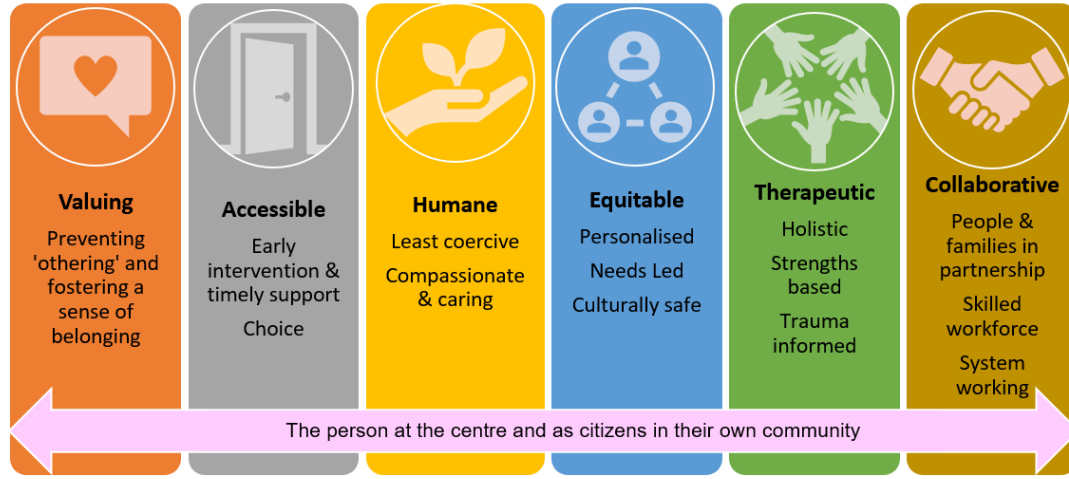 Valuing
Preventing
'othering' and
fostering a
sense of
belonging
Accessible
Early
intervention &
timely support
Choice
Humane
Least coercive
Compassionate
& caring
Equitable
Personalised
Needs Led
Culturally safe
Therapeutic
Holistic
Strengths
based
Trauma
informed
Collaborative
People &
families in
partnership
Skilled
workforce
System
working
The person at the centre and as citizens in their own community